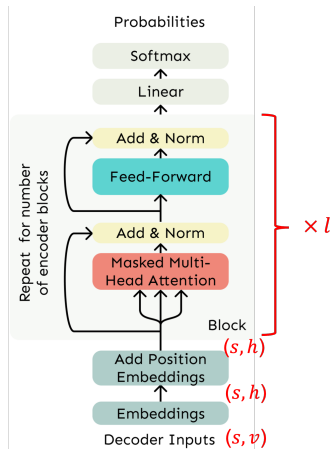 Probabilities
Softmax
Linear
Add & Norm
Feed-Forward
Repeat for number
of encoder blocks
× l
Add & Norm
Masked Multi-
Head Attention
Block
(s, h)
Add Position
Embeddings
(s, h)
Embeddings
Decoder Inputs (s, v)